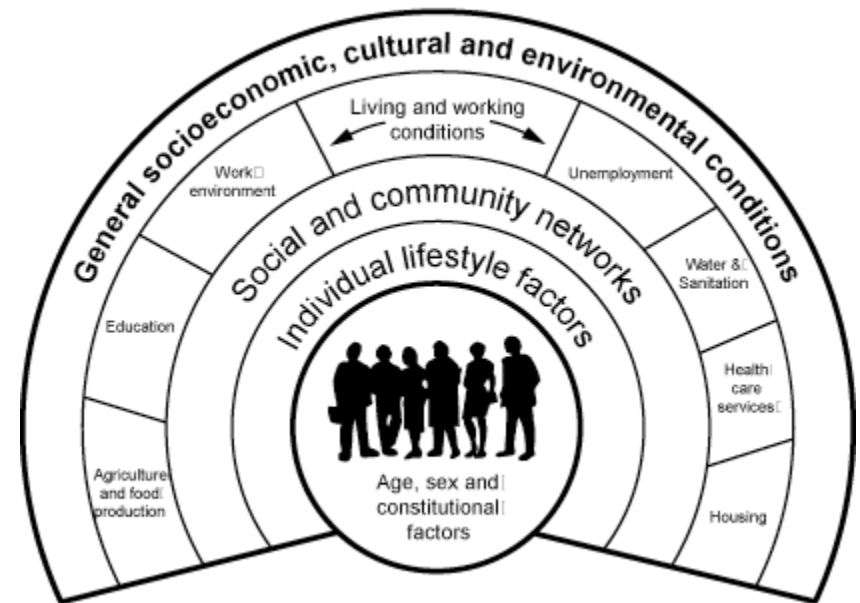 General socioeconomic, cultural and environmental conditions
Living and working
conditions
Work
environment
Unemployment
Social and community networks
Water &
Sanitation
Individual lifestyle factors
Education
Health
care
services
Agriculture
and food
production
Age, sex and
constitutional
factors
Housing